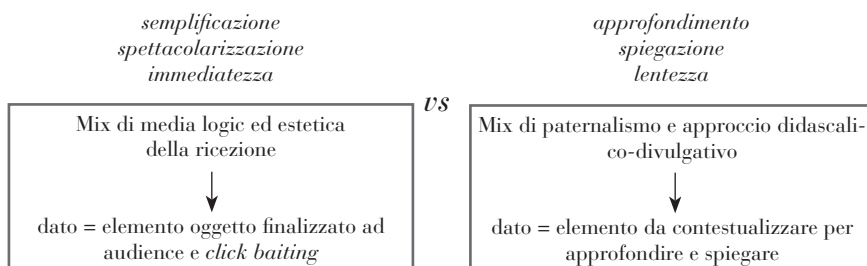 semplificazione
spettacolarizzazione
immediatezza
vs
approfondimento
spiegazione
lentezza
Mix di media logic ed estetica
della ricezione
dato = elemento oggetto finalizzato ad
audience e click baiting
Mix di paternalismo e approccio didascali-
co-divulgativo
dato = elemento da contestualizzare per
approfondire e spiegare